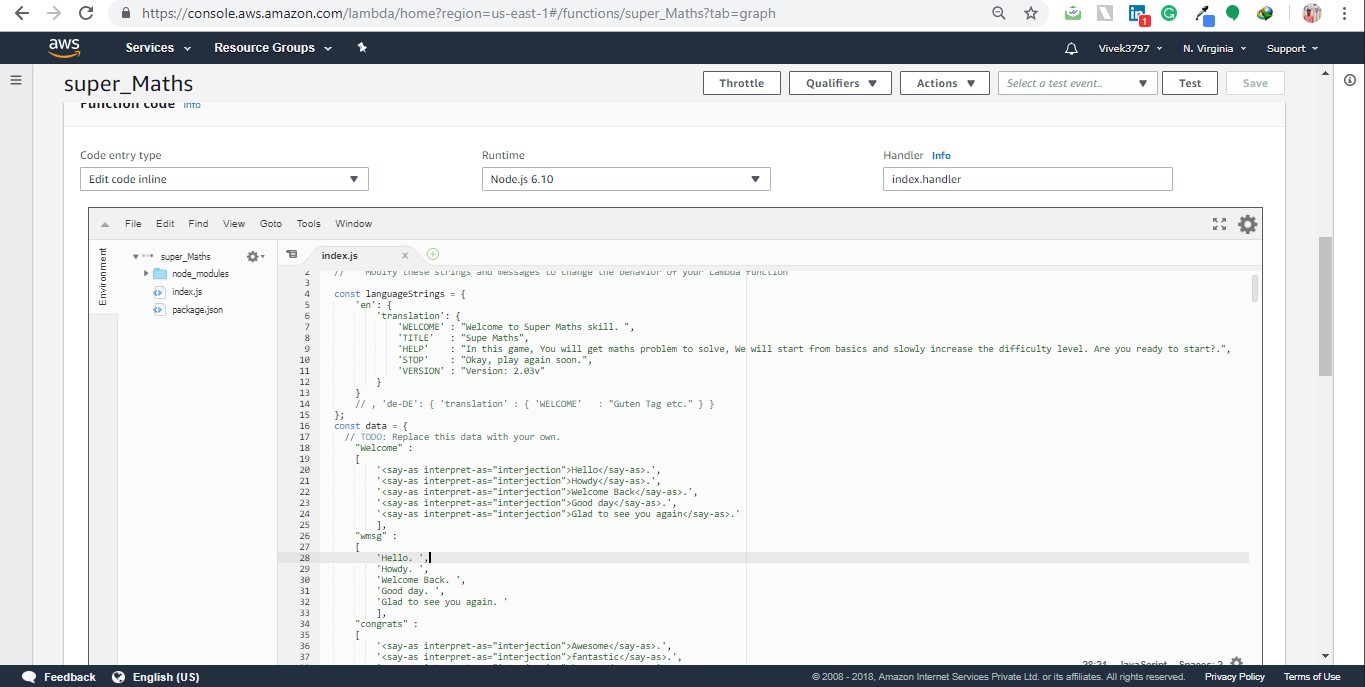 https://console.aws.amazon.com/lambda/home?region=us-east-1#/functions/super_Maths?tab=graph
1
aws Services Resource Groups Vivek3797 N. Virginia Support
super_Maths Throttle Qualifiers Actions Select a test event.. Test Save
Function code Info
Code entry type Runtime Handler Info
Edit code inline Node.js 6.10 index.handler
File Edit Find View Goto Tools Window
Environment
super_Maths
node_modules
index.js
package.json
index.js
2 // Modify these strings and messages to change the behavior of your Lambda function
3
4 const languageStrings = {
5 'en': {
6 'translation': {
7 'WELCOME' : "Welcome to Super Maths skill. ",
8 'TITLE' : "Supe Maths",
9 'HELP' : "In this game, You will get maths problem to solve, We will start from basics and slowly increase the difficulty level. Are you ready to start?.",
10 'STOP' : "Okay, play again soon.",
11 'VERSION' : "Version: 2.03v"
12 }
13 }
14 // , 'de-DE': { 'translation' : { 'WELCOME' : "Guten Tag etc." } }
15 };
16 const data = {
17 // TODO: Replace this data with your own.
18 "Welcome" :
19 [
20 '<say-as interpret-as="interjection">Hello</say-as>.',
21 '<say-as interpret-as="interjection">Howdy</say-as>.',
22 '<say-as interpret-as="interjection">Welcome Back</say-as>.',
23 '<say-as interpret-as="interjection">Good day</say-as>.',
24 '<say-as interpret-as="interjection">Glad to see you again</say-as>.'
25 ],
26 "wmsg" :
27 [
28 'Hello. ',
29 'Howdy. ',
30 'Welcome Back. ',
31 'Good day. ',
32 'Glad to see you again. '
33 ],
34 "congrats" :
35 [
36 '<say-as interpret-as="interjection">Awesome</say-as>.',
37 '<say-as interpret-as="interjection">fantastic</say-as>.',
28:21 JavaScript Spaces: 2
Feedback English (US) © 2008 - 2018, Amazon Internet Services Private Ltd. or its affiliates. All rights reserved. Privacy Policy Terms of Use